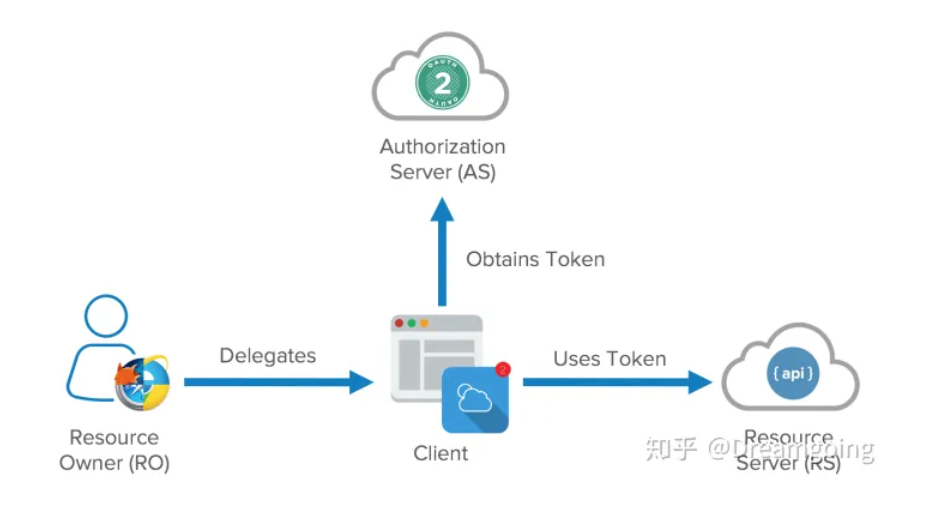 OAUTH
2
OAUTH
Authorization
Server (AS)
Obtains Token
Delegates
Uses Token
2
{ api }
Resource
Owner (RO)
Client
Resource
Server (RS)
知乎 @Dreamgoing